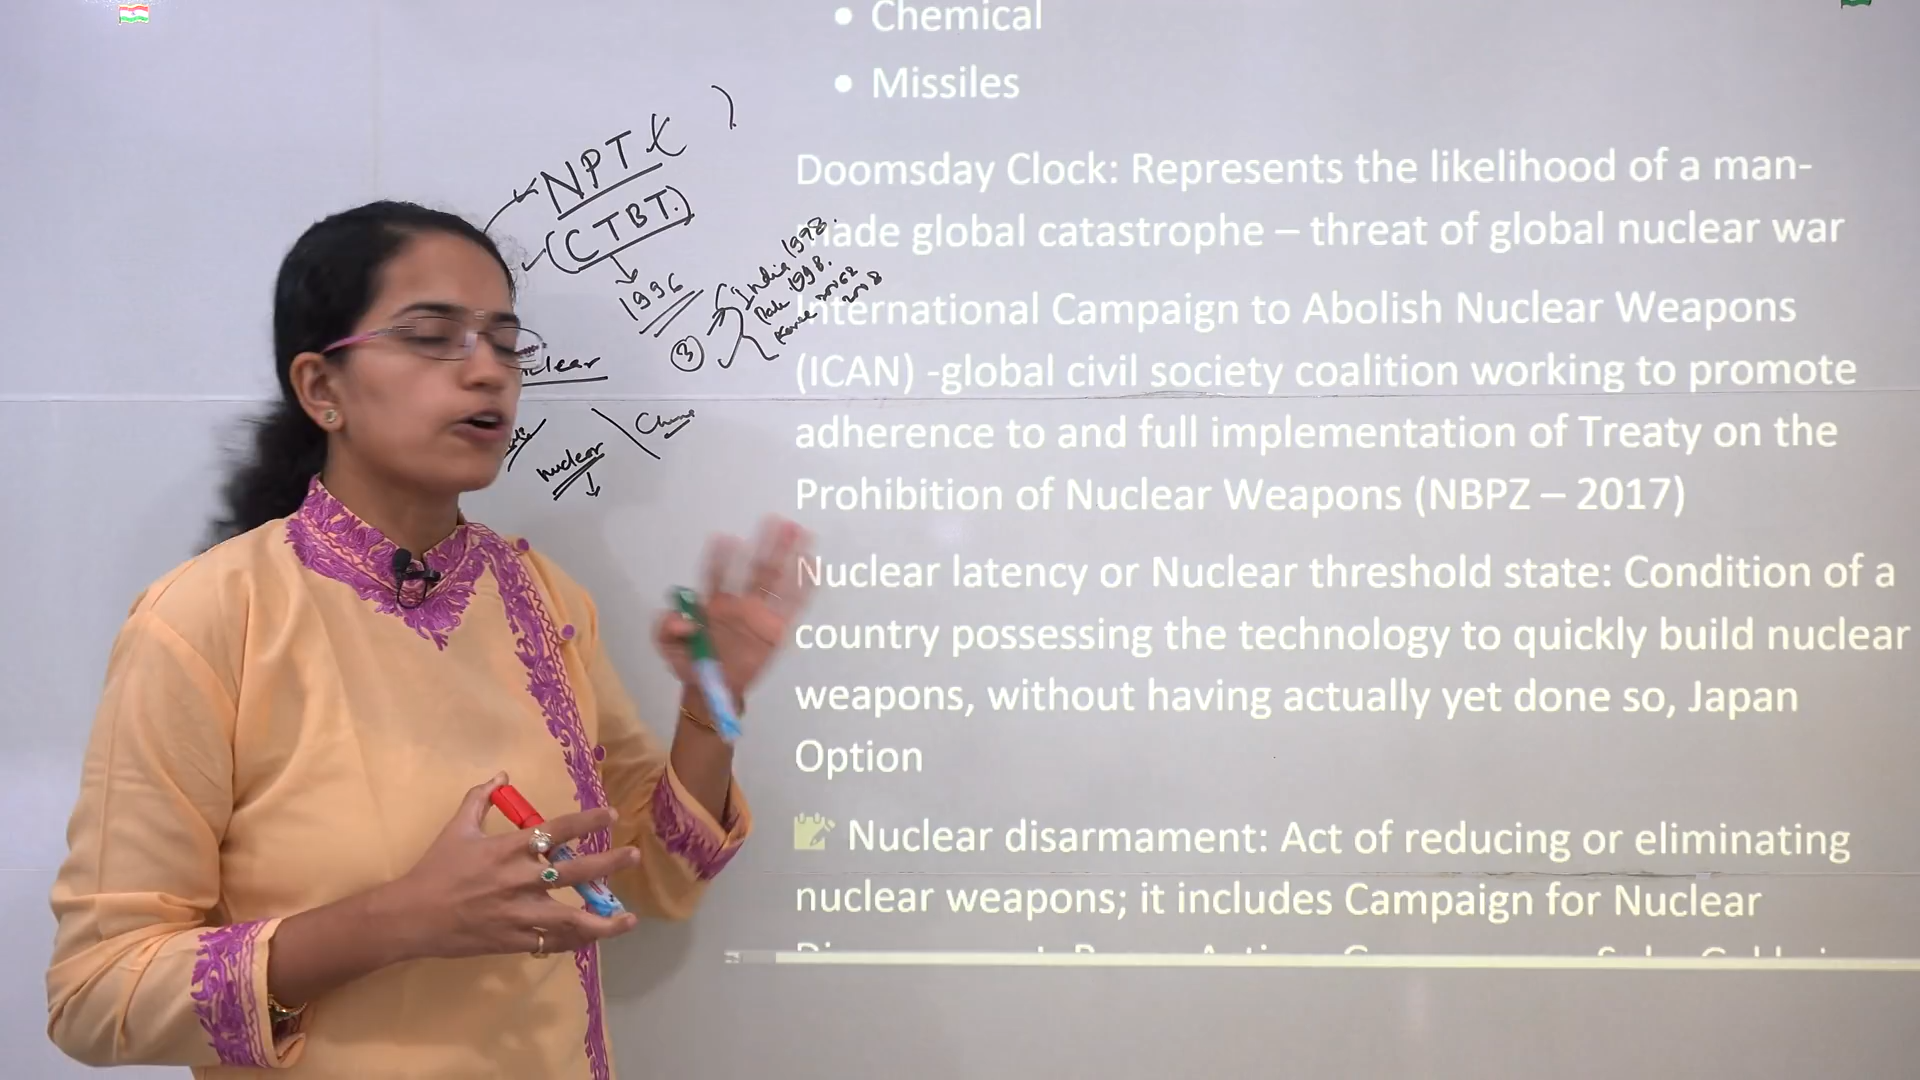 • Chemical
• Missiles
Doomsday Clock: Represents the likelihood of a man-
made global catastrophe – threat of global nuclear war
International Campaign to Abolish Nuclear Weapons
(ICAN) -global civil society coalition working to promote
adherence to and full implementation of Treaty on the
Prohibition of Nuclear Weapons (NBPZ – 2017)
Nuclear latency or Nuclear threshold state: Condition of a
country possessing the technology to quickly build nuclear
weapons, without having actually yet done so, Japan
Option
Nuclear disarmament: Act of reducing or eliminating
nuclear weapons; it includes Campaign for Nuclear
NPT
(CTBT.)
1996
3
India 1998.
Pak 1998.
nuclear